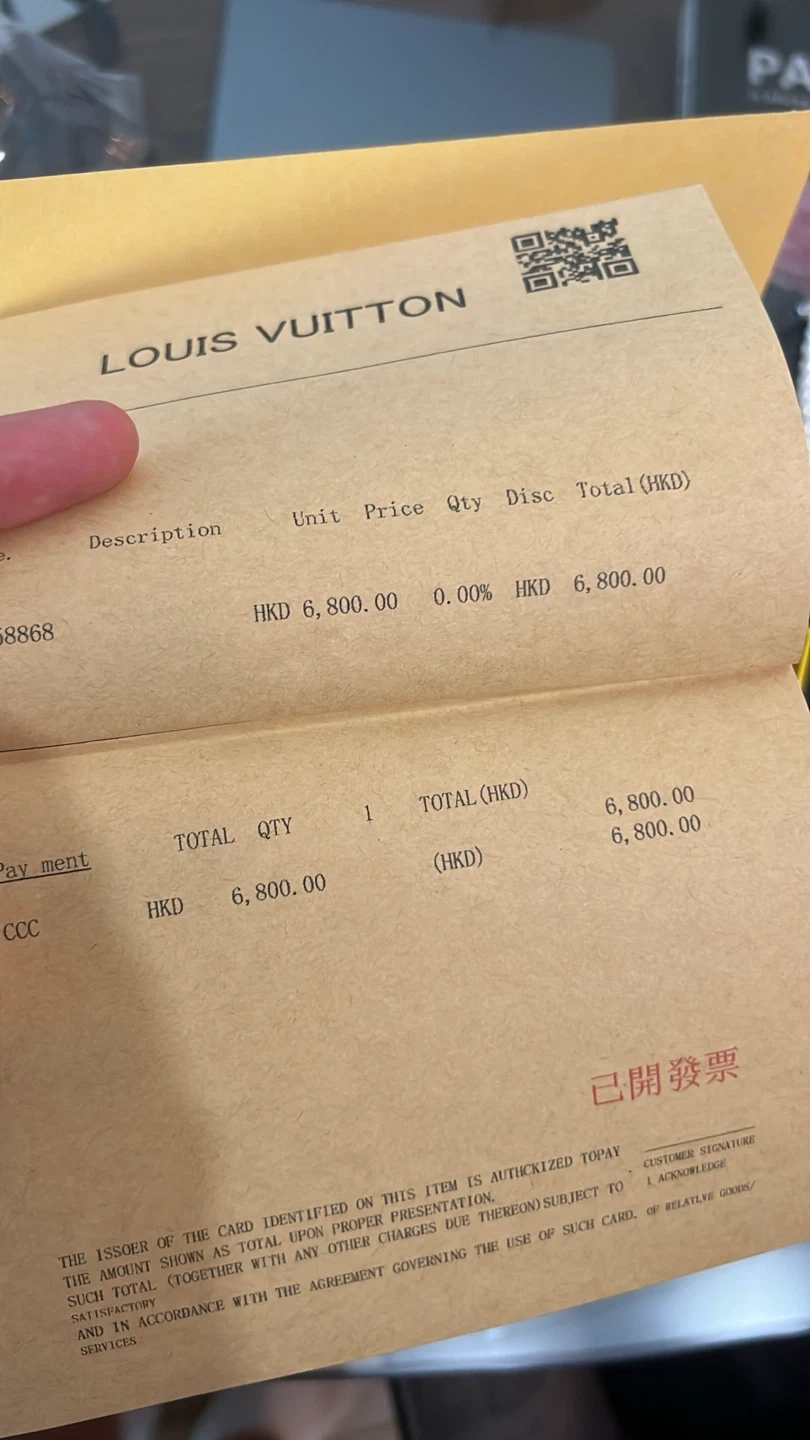 PA
LOUIS VUITTON
e. Description Unit Price Qty Disc Total(HKD)
68868 HKD 6,800.00 0.00% HKD 6,800.00
TOTAL QTY 1 TOTAL(HKD) 6,800.00
Pay ment (HKD) 6,800.00
CCC HKD 6,800.00
已開發票
THE ISSOER OF THE CARD IDENTIFIED ON THIS ITEM IS AUTHCKIZED TOPAY
THE AMOUNT SHOWN AS TOTAL UPON PROPER PRESENTATION.
SUCH TOTAL (TOGETHER WITH ANY OTHER CHARGES DUE THEREON)SUBJECT TO
SATISFACTORY
AND IN ACCORDANCE WITH THE AGREEMENT GOVERNING THE USE OF SUCH CARD.
SERVICES
CUSTOMER SIGNATURE
I ACKNOWLEDGE
OF RELATLVE GOODS/